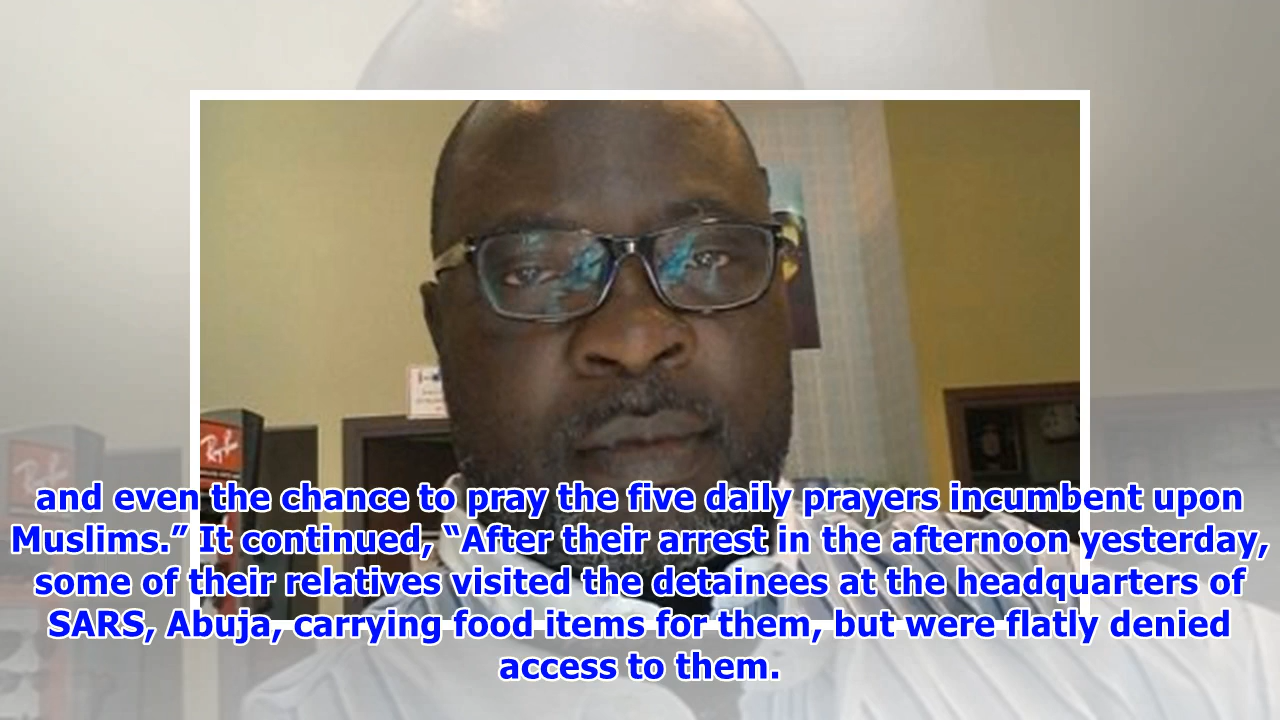 Ray-Ban
and even the chance to pray the five daily prayers incumbent upon
Muslims.” It continued, “After their arrest in the afternoon yesterday,
some of their relatives visited the detainees at the headquarters of
SARS, Abuja, carrying food items for them, but were flatly denied
access to them.